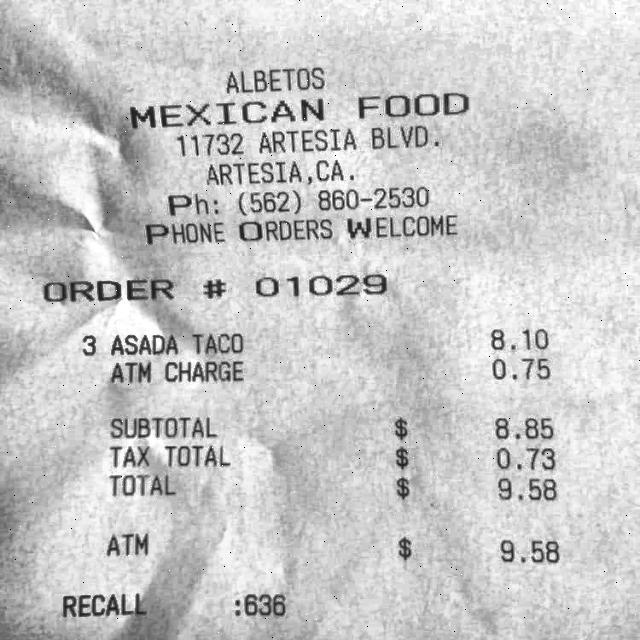 ALBETOS
MEXICAN FOOD
11732 ARTESIA BLVD.
ARTESIA,CA.
Ph: (562) 860-2530
PHONE ORDERS WELCOME
ORDER # 01029
3 ASADA TACO 8.10
ATM CHARGE 0.75
SUBTOTAL $ 8.85
TAX TOTAL $ 0.73
TOTAL $ 9.58
ATM $ 9.58
RECALL :636